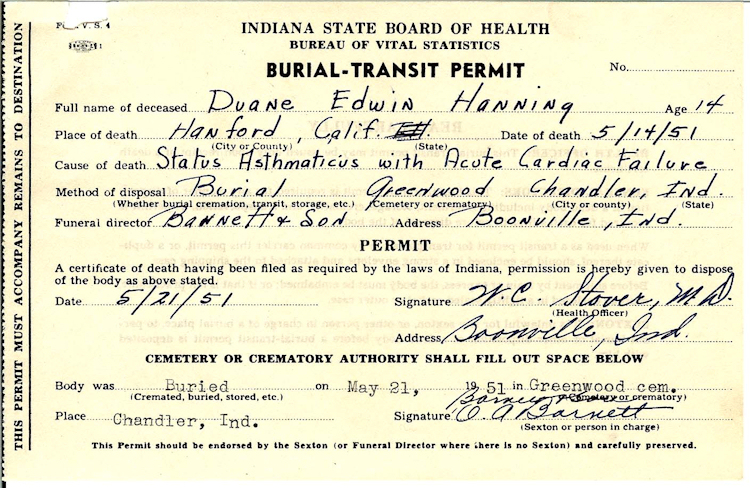 V. S. 4
INDIANA STATE BOARD OF HEALTH
BUREAU OF VITAL STATISTICS
BURIAL-TRANSIT PERMIT No.
Full name of deceased Duane Edwin Hanning Age 14
Place of death Hanford, Calif. Date of death 5/14/51
(City or County) (State)
Cause of death Status Asthmaticus with Acute Cardiac Failure
Method of disposal Burial Greenwood Chandler, Ind.
(Whether burial, cremation, transit, storage, etc.) (Cemetery or crematory) (City or county) (State)
Funeral director Barnett & Son Address Boonville, Ind.
PERMIT
A certificate of death having been filed as required by the laws of Indiana, permission is hereby given to dispose
of the body as above stated.
Date 5/21/51 Signature W. C. Stover, M.D.
(Health Officer)
Address Boonville, Ind.
CEMETERY OR CREMATORY AUTHORITY SHALL FILL OUT SPACE BELOW
Body was Buried on May 21, 1951 in Greenwood cem.
(Cremated, buried, stored, etc.) (Cemetery or crematory)
Place Chandler, Ind. Signature O. A. Barnett
(Sexton or person in charge)
This Permit should be endorsed by the Sexton (or Funeral Director where there is no Sexton) and carefully preserved.
THIS PERMIT MUST ACCOMPANY REMAINS TO DESTINATION